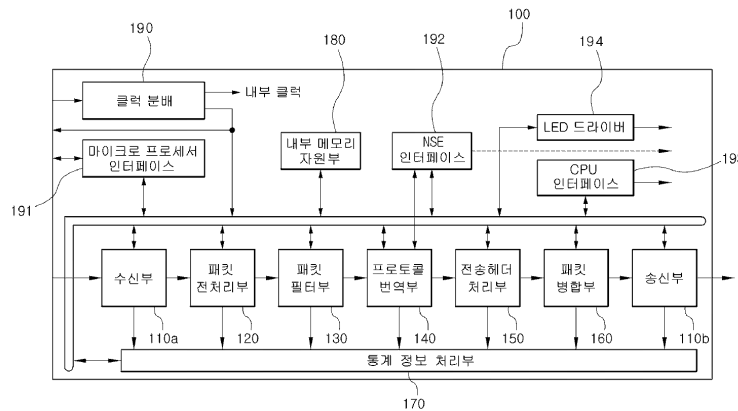 190
180
192
100
194
클럭 분배
내부 클럭
내부 메모리
자원부
NSE
인터페이스
LED 드라이버
마이크로 프로세서
인터페이스
CPU
인터페이스
191
수신부
패킷
전처리부
패킷
필터부
프로토콜
번역부
전송헤더
처리부
패킷
병합부
송신부
110a
120
130
140
150
160
110b
통계 정보 처리부
170